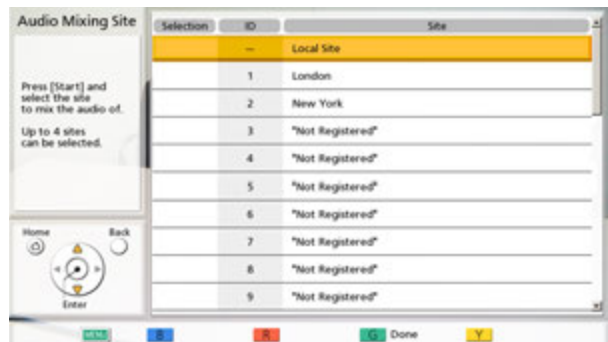 Audio Mixing Site
Press [Start] and
select the site
to mix the audio of.
Up to 4 sites
can be selected.
Home
Back
Enter
Selection ID Site
-- Local Site
1 London
2 New York
3 "Not Registered"
4 "Not Registered"
5 "Not Registered"
6 "Not Registered"
7 "Not Registered"
8 "Not Registered"
9 "Not Registered"
MENU B R G Done Y